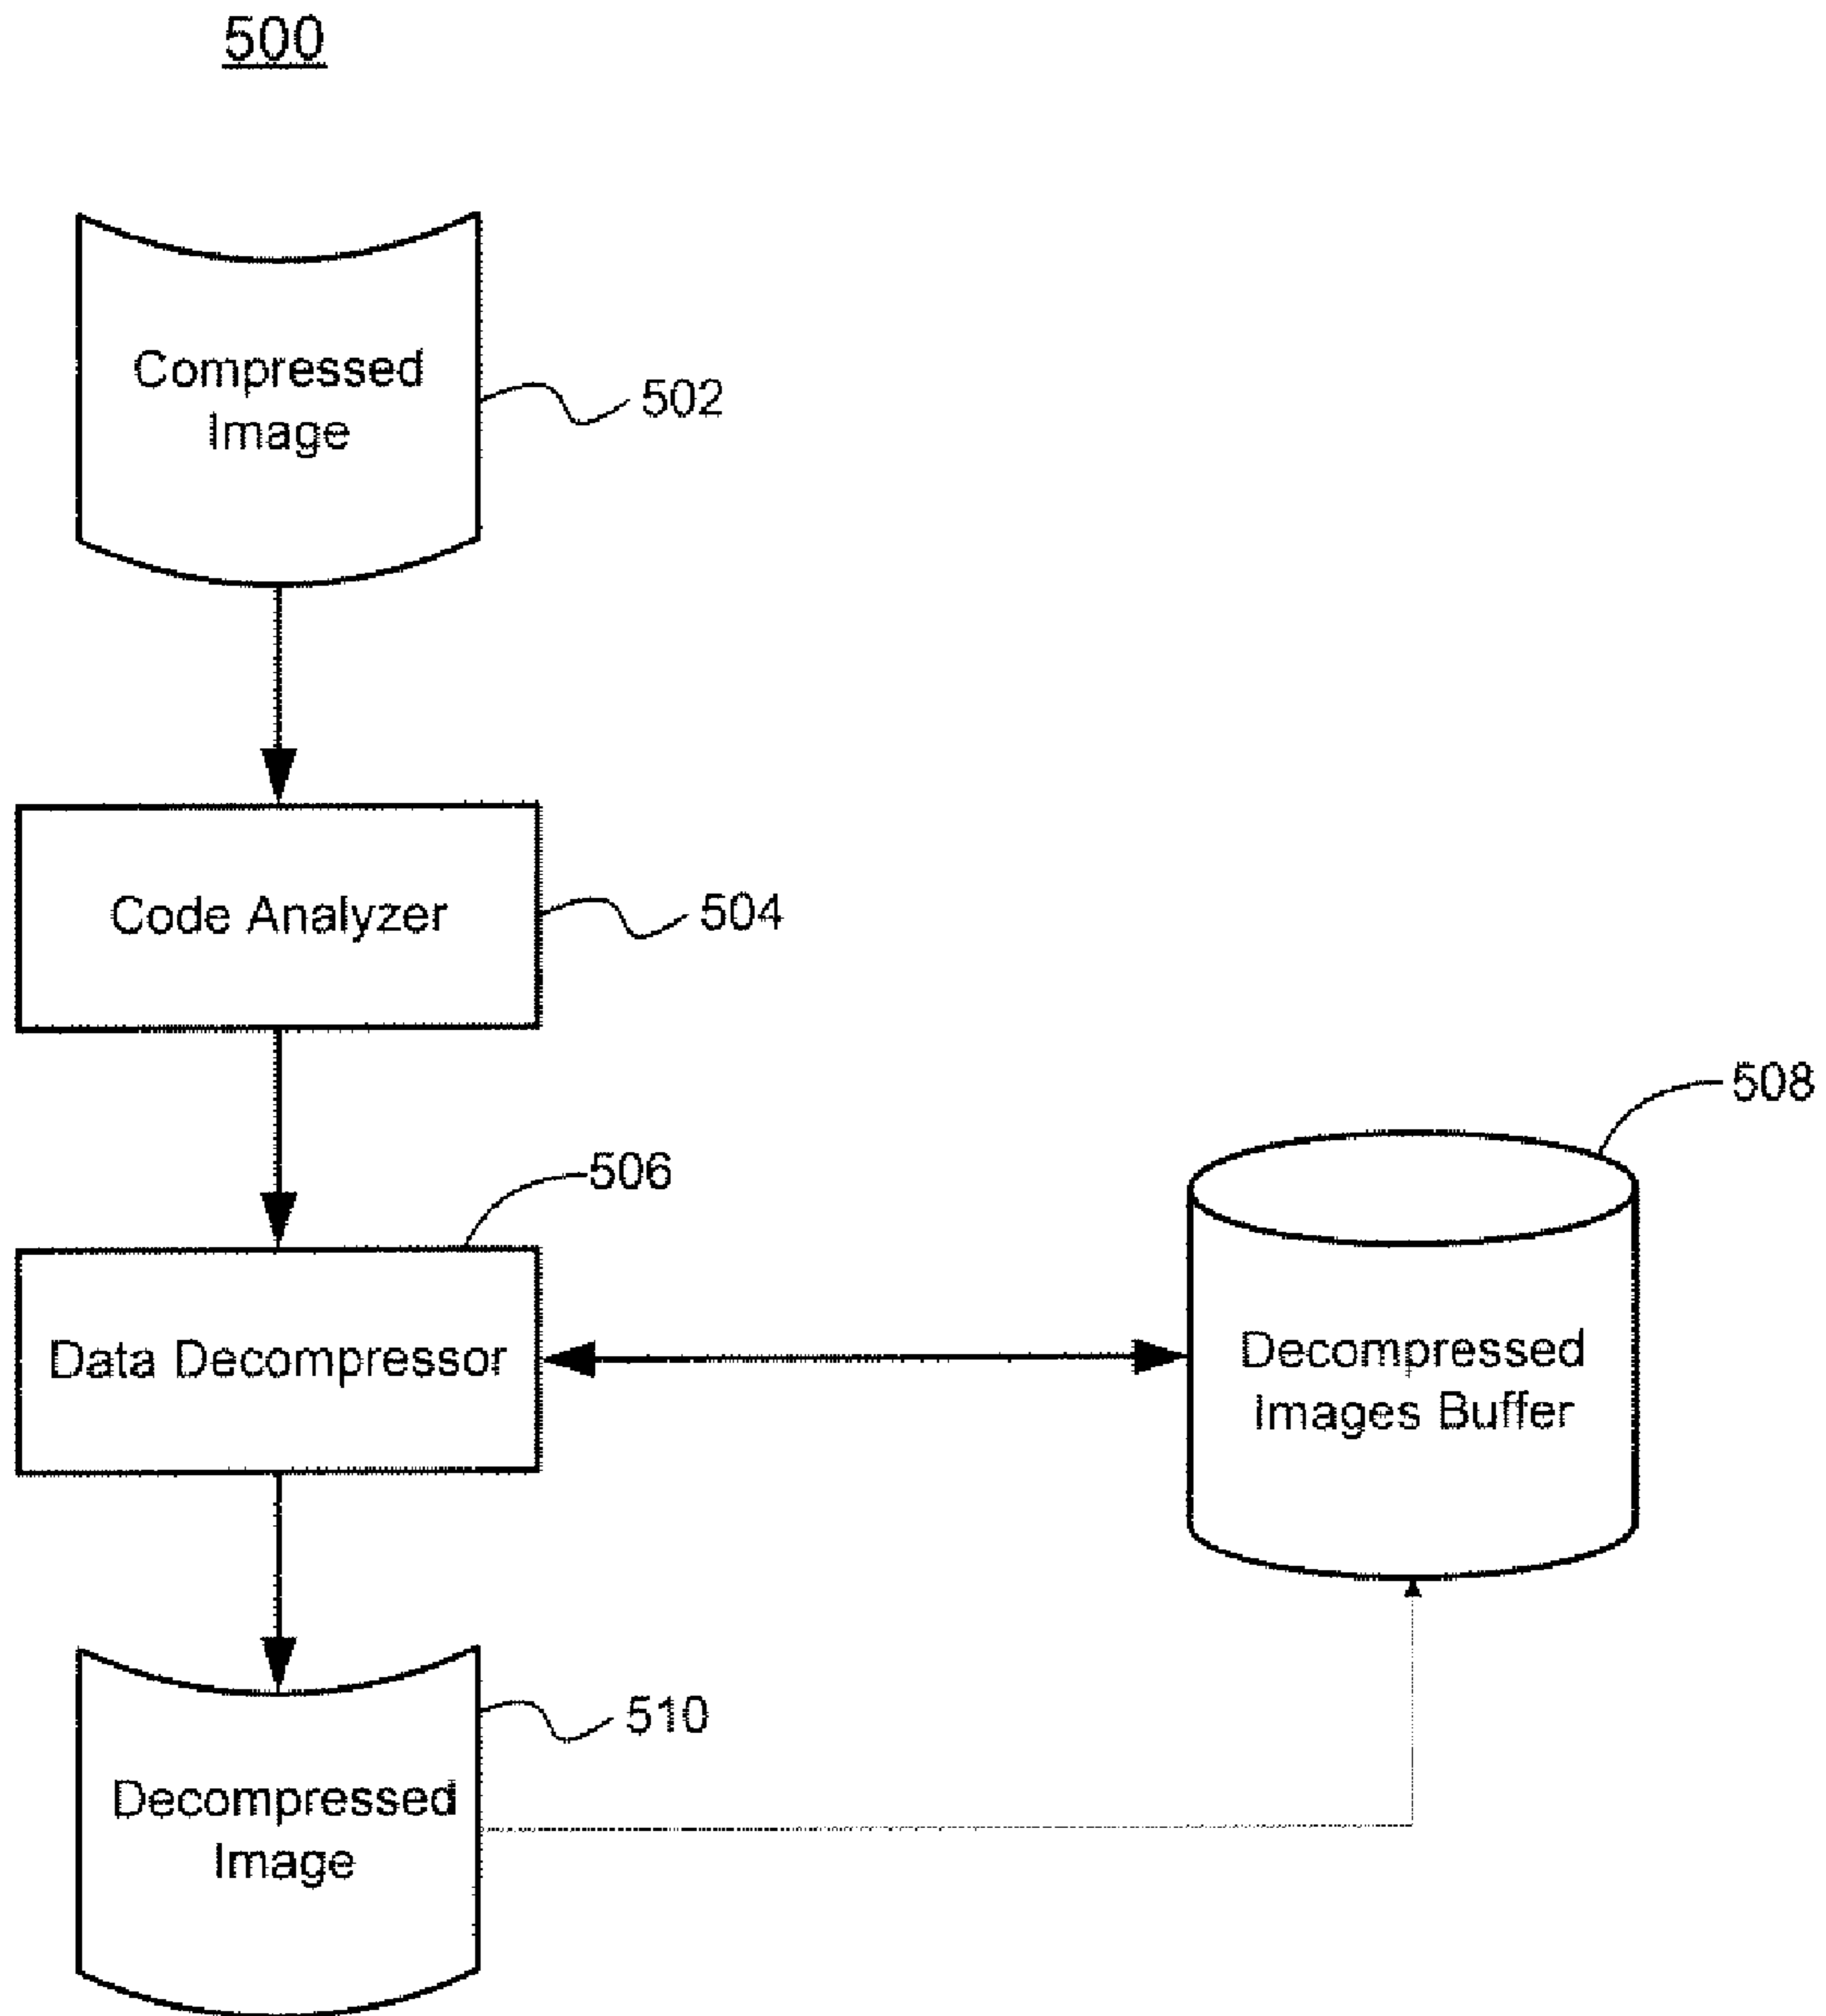 500
Compressed
Image
502
Code Analyzer
504
508
506
Data Decompressor
Decompressed
Images Buffer
510
Decompressed
Image